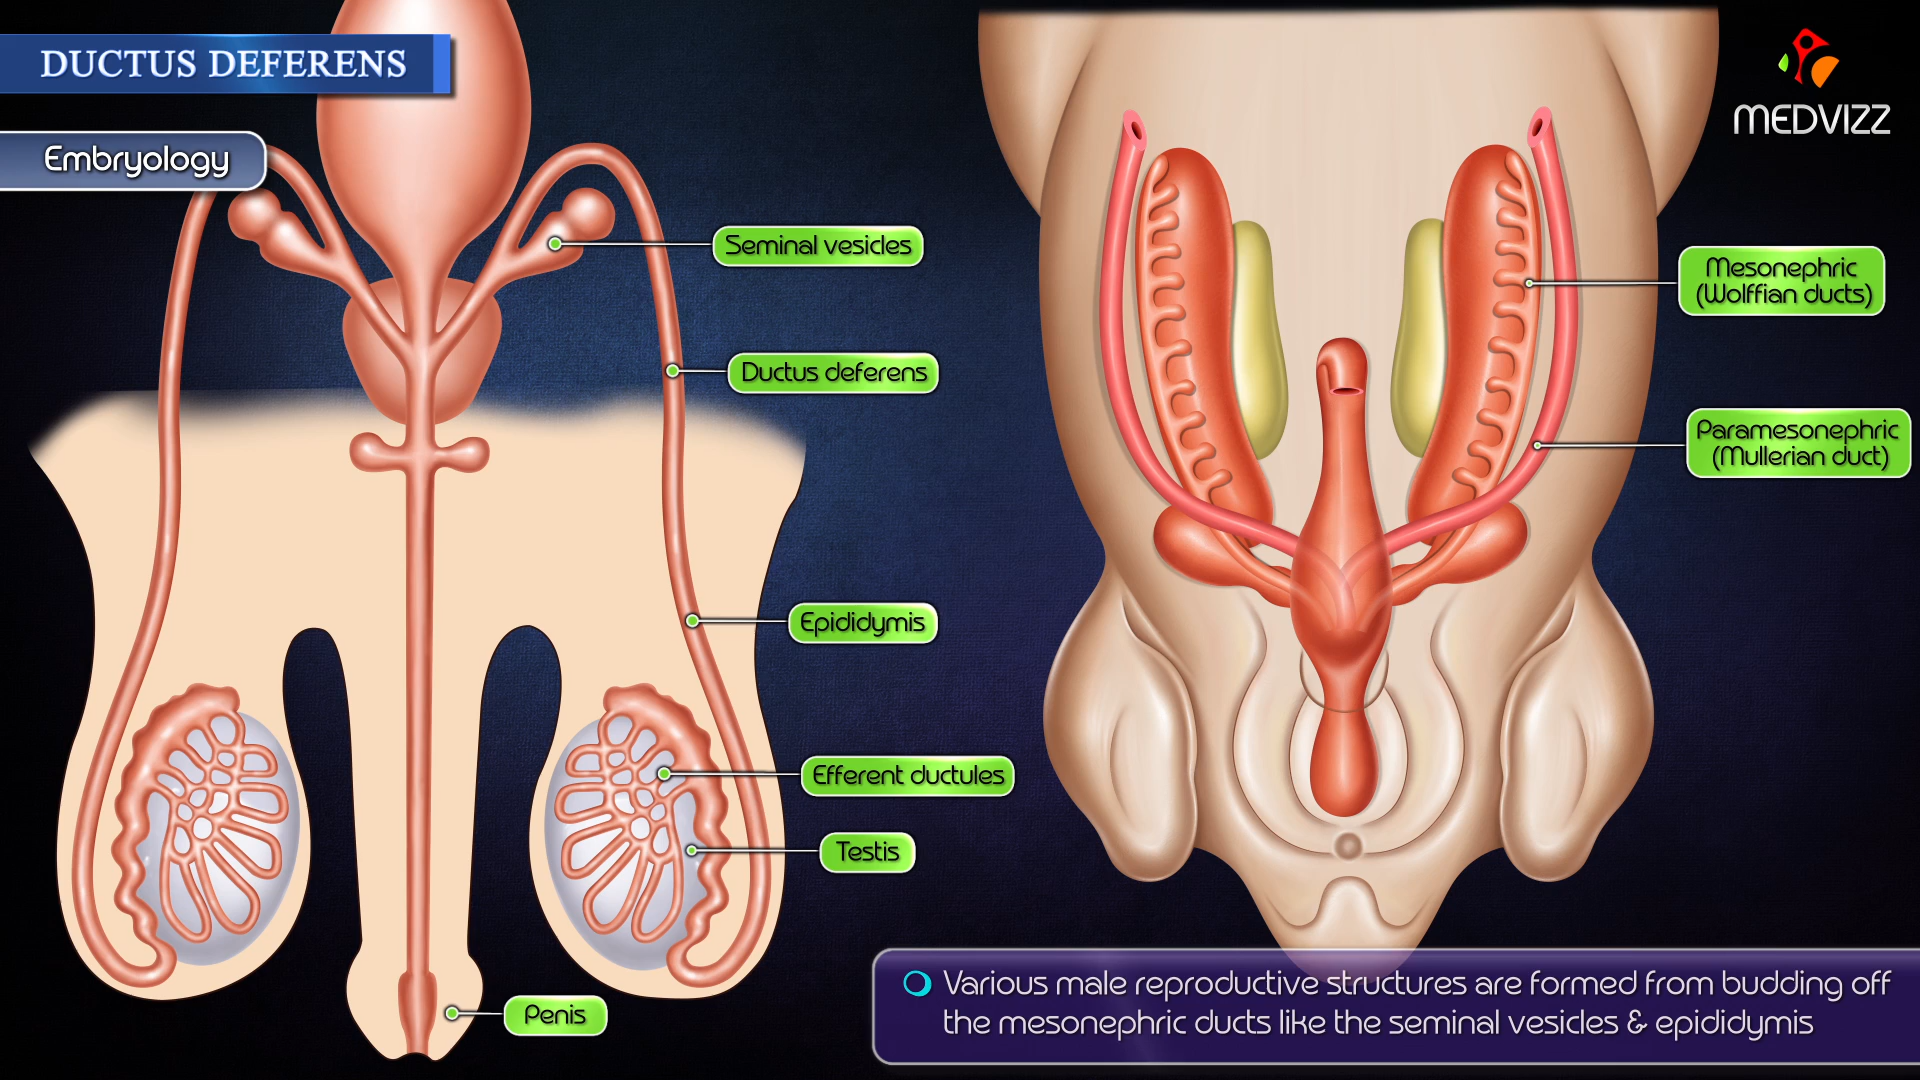 DUCTUS DEFERENS
Embryology
MEDVIZZ
Seminal vesicles
Ductus deferens
Epididymis
Efferent ductules
Testis
Penis
Mesonephric
(Wolffian ducts)
Paramesonephric
(Mullerian duct)
Various male reproductive structures are formed from budding off
the mesonephric ducts like the seminal vesicles & epididymis